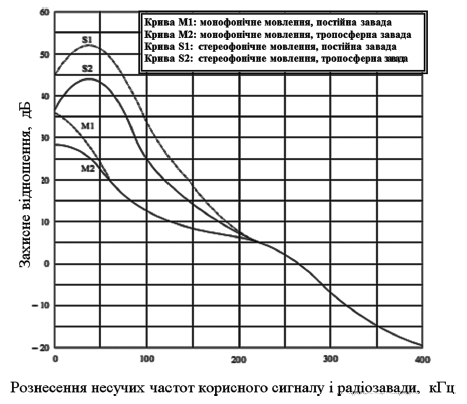 60
50
40
30
20
10
0
– 10
– 20
0
100
200
300
400
Захисне відношення, дБ
Крива M1: монофонічне мовлення, постійна завада
Крива M2: монофонічне мовлення, тропосферна завада
Крива S1: стереофонічне мовлення, постійна завада
Крива S2: стереофонічне мовлення, тропосферна завада
S1
S2
M1
M2
Рознесення несучих частот корисного сигналу і радіозавади, кГц